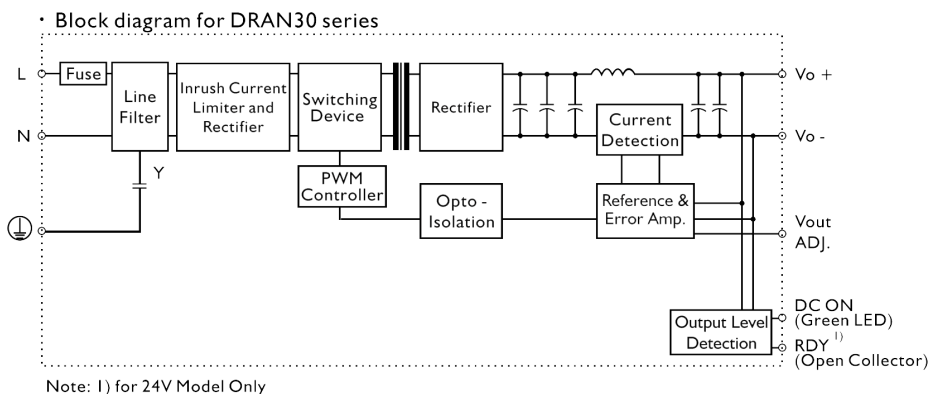 · Block diagram for DRAN30 series
L
Fuse
Line
Filter
Inrush Current
Limiter and
Rectifier
Switching
Device
Rectifier
Current
Detection
Vo +
N
Vo -
Y
PWM
Controller
Opto -
Isolation
Reference &
Error Amp.
Vout
ADJ.
Output Level
Detection
DC ON
(Green LED)
RDY 1)
(Open Collector)
Note: 1) for 24V Model Only